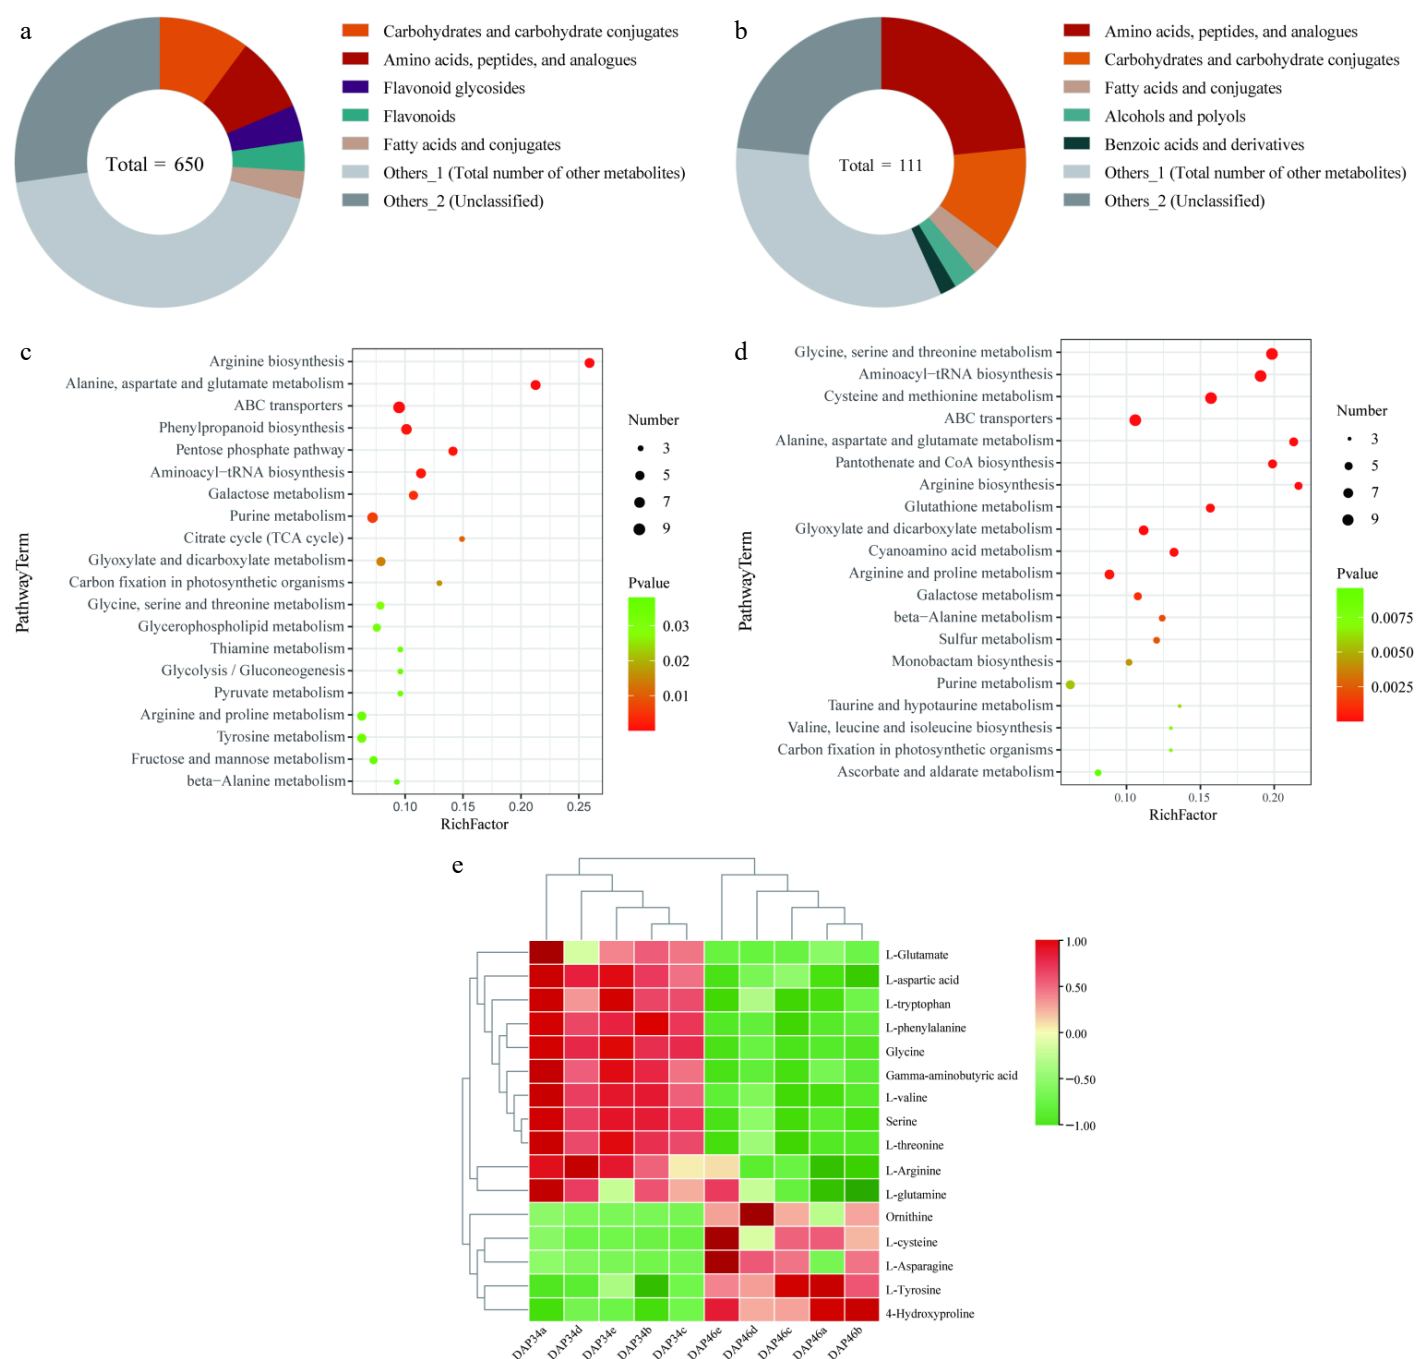 a
Carbohydrates and carbohydrate conjugates
Amino acids, peptides, and analogues
Flavonoid glycosides
Flavonoids
Fatty acids and conjugates
Others_1 (Total number of other metabolites)
Others_2 (Unclassified)
Total = 650
b
Amino acids, peptides, and analogues
Carbohydrates and carbohydrate conjugates
Fatty acids and conjugates
Alcohols and polyols
Benzoic acids and derivatives
Others_1 (Total number of other metabolites)
Others_2 (Unclassified)
Total = 111
c
PathwayTerm
Arginine biosynthesis
Alanine, aspartate and glutamate metabolism
ABC transporters
Phenylpropanoid biosynthesis
Pentose phosphate pathway
Aminoacyl−tRNA biosynthesis
Galactose metabolism
Purine metabolism
Citrate cycle (TCA cycle)
Glyoxylate and dicarboxylate metabolism
Carbon fixation in photosynthetic organisms
Glycine, serine and threonine metabolism
Glycerophospholipid metabolism
Thiamine metabolism
Glycolysis / Gluconeogenesis
Pyruvate metabolism
Arginine and proline metabolism
Tyrosine metabolism
Fructose and mannose metabolism
beta−Alanine metabolism
0.10 0.15 0.20 0.25
RichFactor
Number
3
5
7
9
Pvalue
0.03
0.02
0.01
d
PathwayTerm
Glycine, serine and threonine metabolism
Aminoacyl−tRNA biosynthesis
Cysteine and methionine metabolism
ABC transporters
Alanine, aspartate and glutamate metabolism
Pantothenate and CoA biosynthesis
Arginine biosynthesis
Glutathione metabolism
Glyoxylate and dicarboxylate metabolism
Cyanoamino acid metabolism
Arginine and proline metabolism
Galactose metabolism
beta−Alanine metabolism
Sulfur metabolism
Monobactam biosynthesis
Purine metabolism
Taurine and hypotaurine metabolism
Valine, leucine and isoleucine biosynthesis
Carbon fixation in photosynthetic organisms
Ascorbate and aldarate metabolism
0.10 0.15 0.20
RichFactor
Number
3
5
7
9
Pvalue
0.0075
0.0050
0.0025
e
L-Glutamate
L-aspartic acid
L-tryptophan
L-phenylalanine
Glycine
Gamma-aminobutyric acid
L-valine
Serine
L-threonine
L-Arginine
L-glutamine
Ornithine
L-cysteine
L-Asparagine
L-Tyrosine
4-Hydroxyproline
DAP34a DAP34d DAP34e DAP34b DAP34c DAP46e DAP46d DAP46c DAP46a DAP46b
1.00
0.50
0.00
−0.50
−1.00